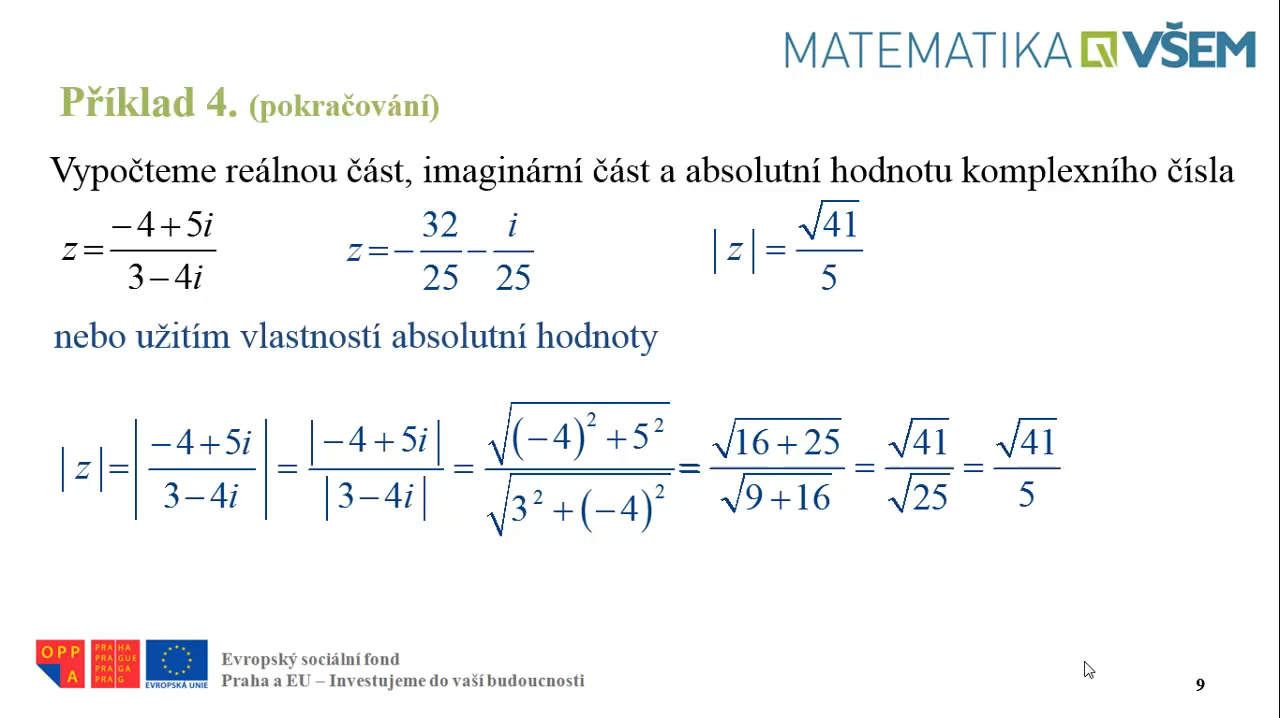 MATEMATIKA VŠEM
Příklad 4. (pokračování)
Vypočteme reálnou část, imaginární část a absolutní hodnotu komplexního čísla
z = (−4+5i)/(3−4i) z = −32/25 − i/25 |z| = √41/5
nebo užitím vlastností absolutní hodnoty
|z| = |(−4+5i)/(3−4i)| = |−4+5i|/|3−4i| = √((−4)²+5²)/√(3²+(−4)²) = √(16+25)/√(9+16) = √41/√25 = √41/5
OPPA
PRAHA
PRAGUE
PRAGA
PRAG
EVROPSKÁ UNIE
Evropský sociální fond
Praha a EU – Investujeme do vaší budoucnosti
9